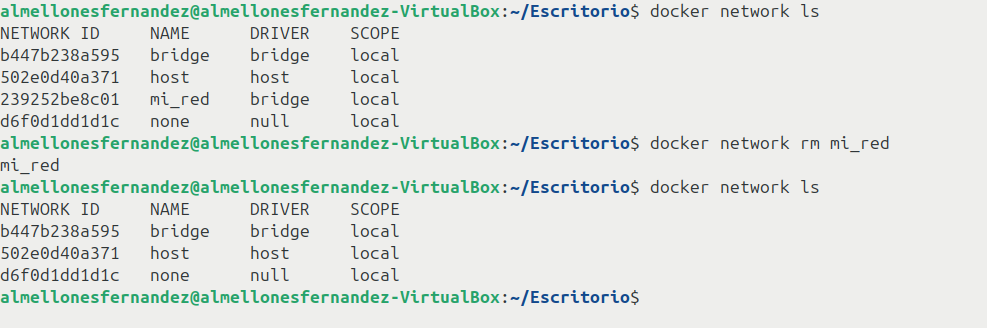 almellonesfernandez@almellonesfernandez-VirtualBox:~/Escritorio$ docker network ls
NETWORK ID     NAME      DRIVER    SCOPE
b447b238a595   bridge    bridge    local
502e0d40a371   host      host      local
239252be8c01   mi_red    bridge    local
d6f0d1dd1d1c   none      null      local
almellonesfernandez@almellonesfernandez-VirtualBox:~/Escritorio$ docker network rm mi_red
mi_red
almellonesfernandez@almellonesfernandez-VirtualBox:~/Escritorio$ docker network ls
NETWORK ID     NAME      DRIVER    SCOPE
b447b238a595   bridge    bridge    local
502e0d40a371   host      host      local
d6f0d1dd1d1c   none      null      local
almellonesfernandez@almellonesfernandez-VirtualBox:~/Escritorio$